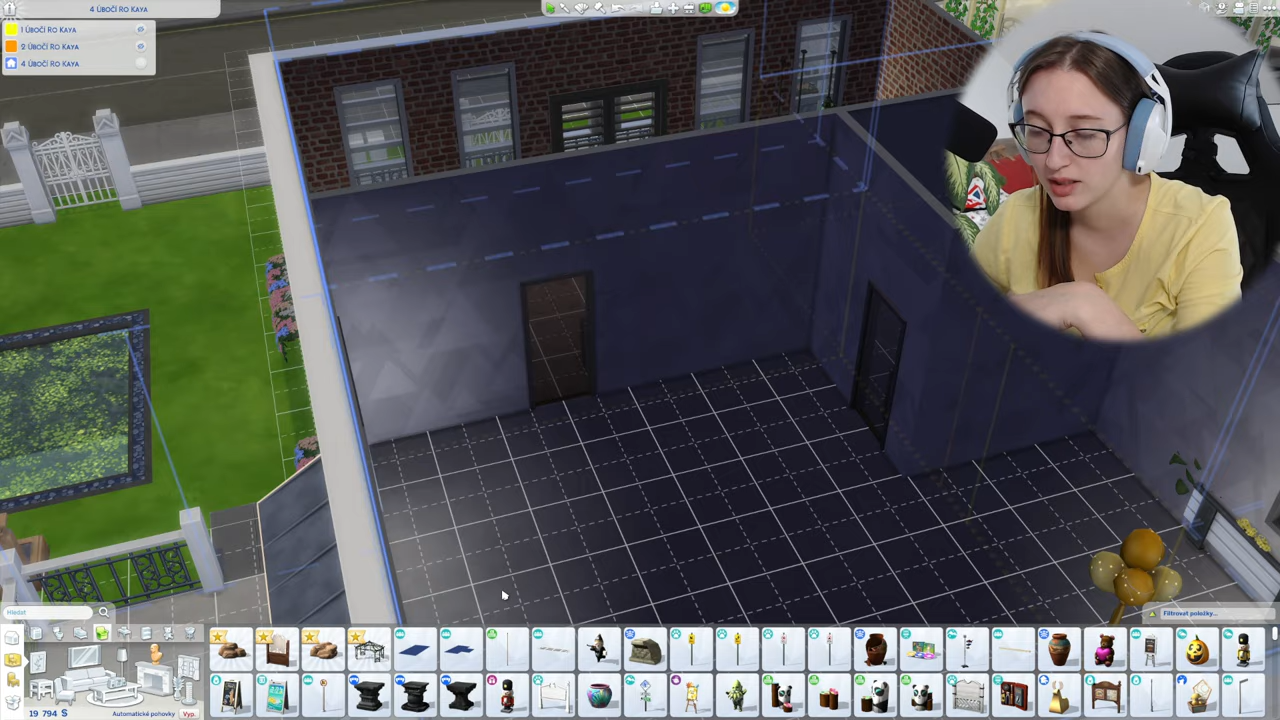 4 ÚBOČÍ RO KAYA
1 ÚBOČÍ RO KAYA
2 ÚBOČÍ RO KAYA
4 ÚBOČÍ RO KAYA
Hledat
Filtrovat položky...
19 794 $
Automatické pohovky
Vyp.